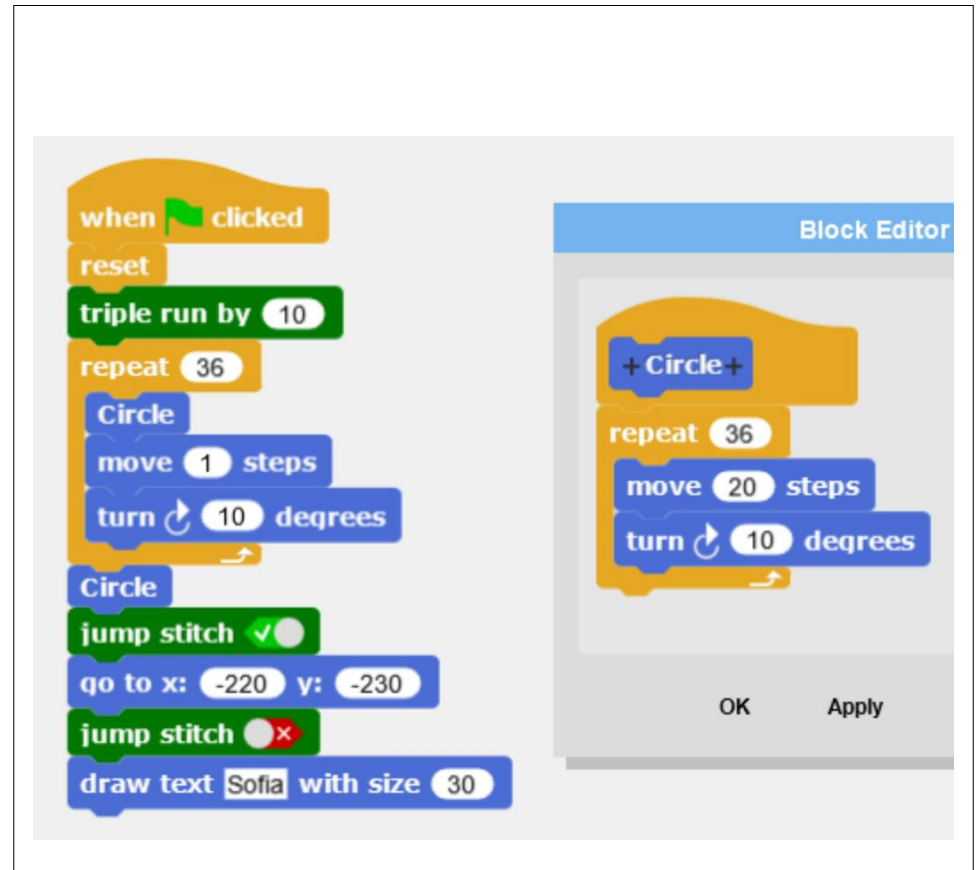 when clicked
reset
triple run by 10
repeat 36
Circle
move 1 steps
turn 10 degrees
Circle
jump stitch
go to x: -220 y: -230
jump stitch
draw text Sofia with size 30
Block Editor
+Circle+
repeat 36
move 20 steps
turn 10 degrees
OK Apply